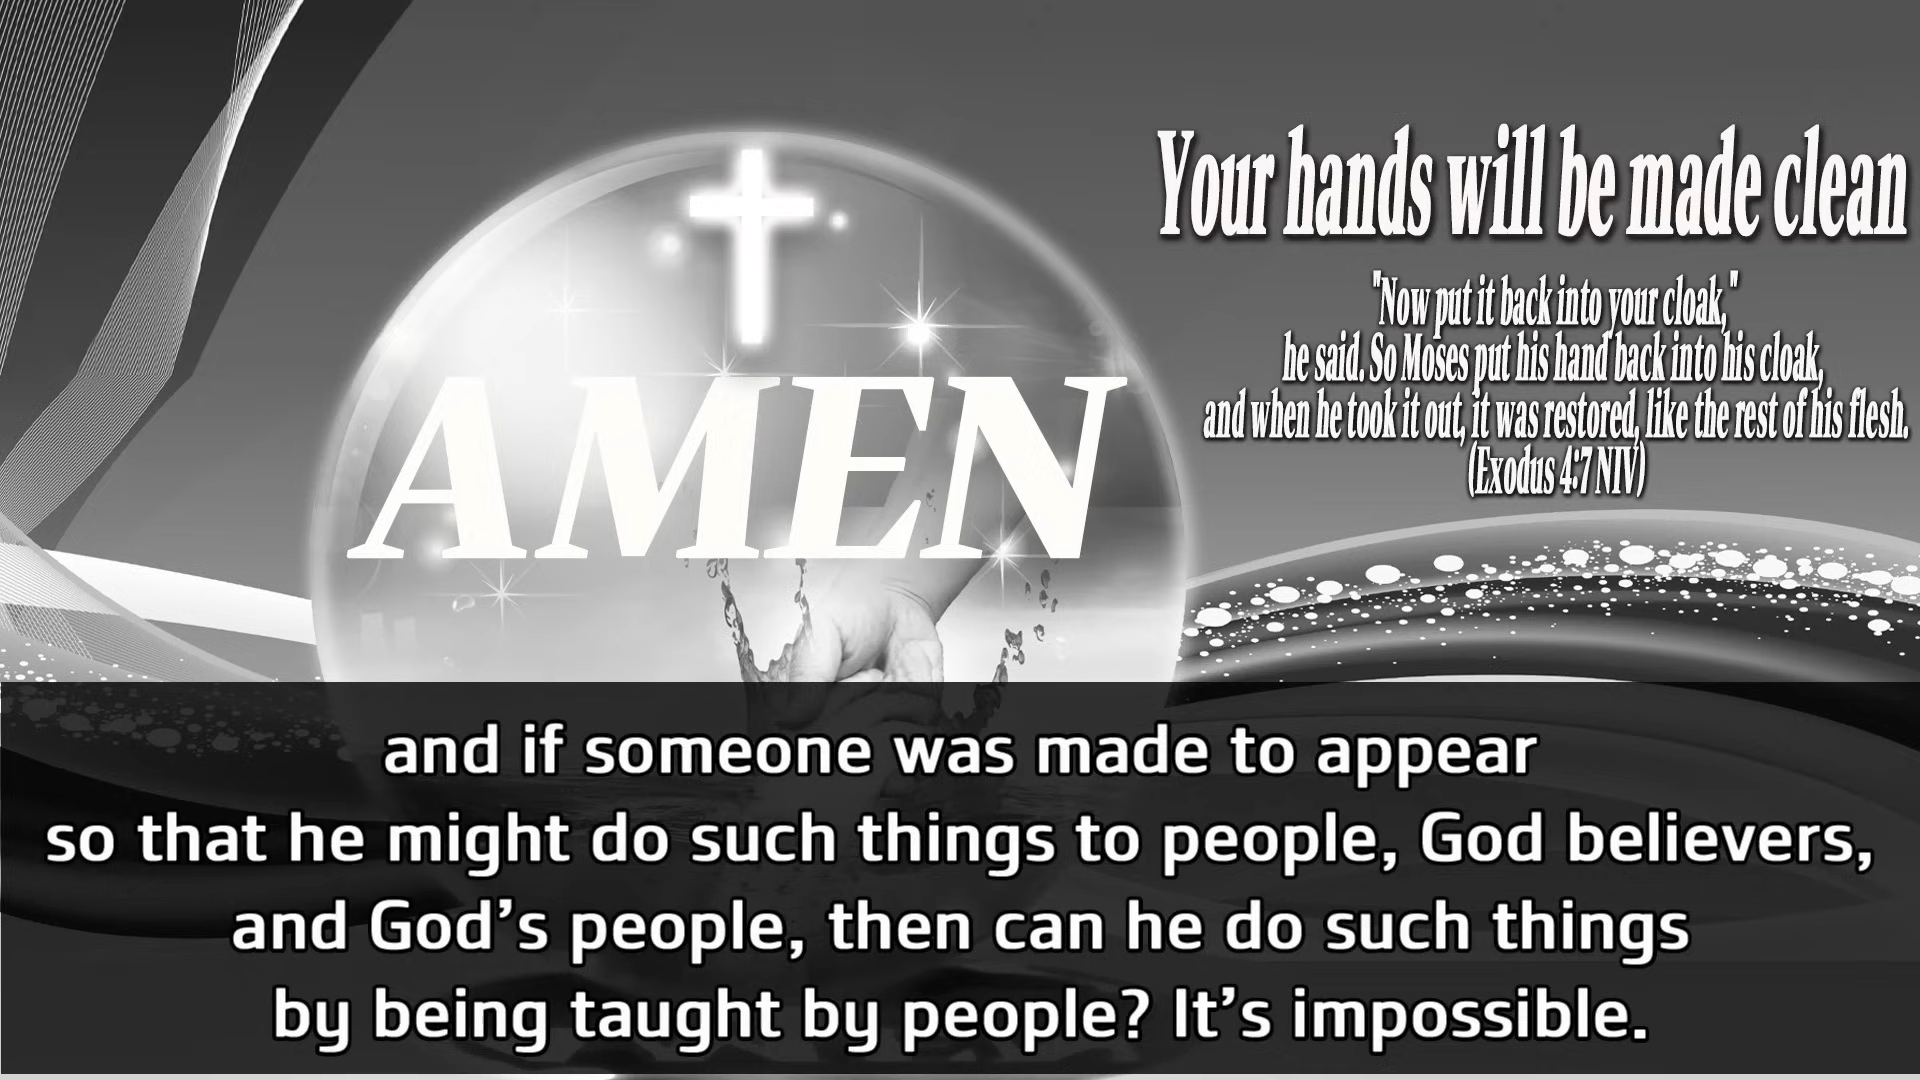 AMEN
Your hands will be made clean
"Now put it back into your cloak,"
he said. So Moses put his hand back into his cloak,
and when he took it out, it was restored, like the rest of his flesh.
(Exodus 4:7 NIV)
and if someone was made to appear
so that he might do such things to people, God believers,
and God’s people, then can he do such things
by being taught by people? It’s impossible.